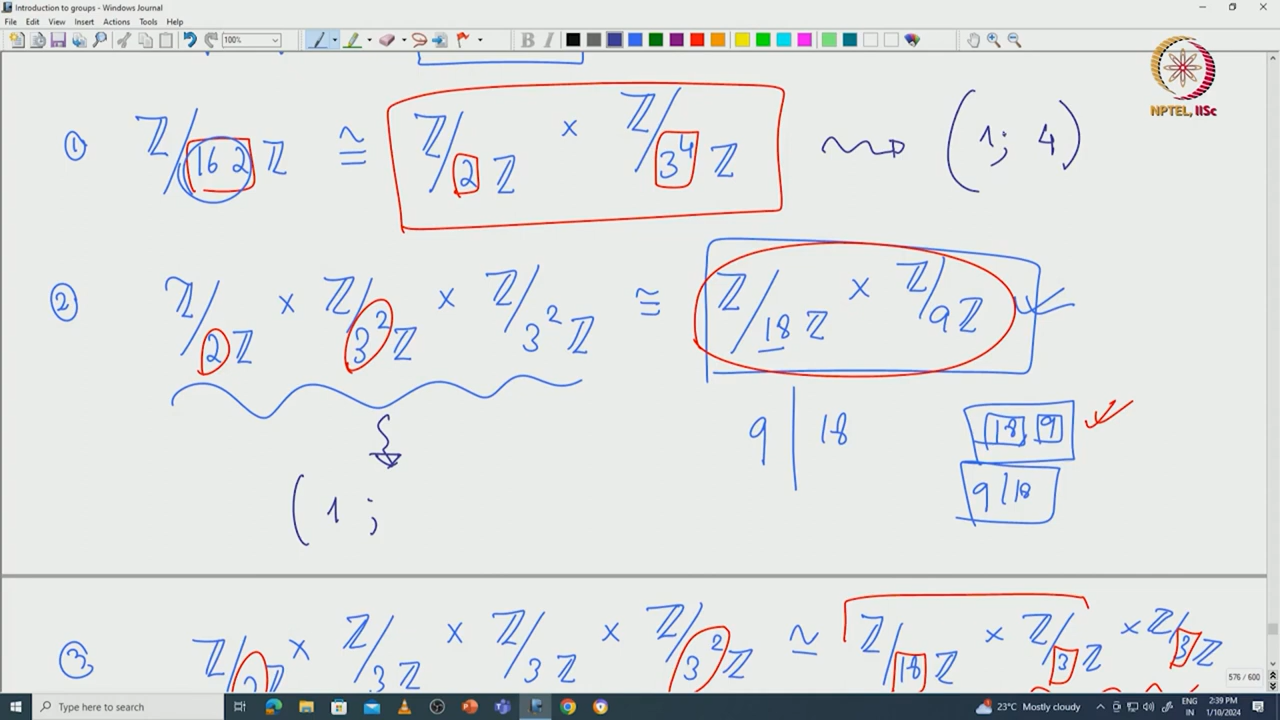 Introduction to groups - Windows Journal
File Edit View Insert Actions Tools Help
100% B I
NPTEL, IISc
① ℤ/162ℤ ≅ ℤ/2ℤ × ℤ/3⁴ℤ ⇝ (1; 4)
② ℤ/2ℤ × ℤ/3²ℤ × ℤ/3²ℤ ≅ ℤ/18ℤ × ℤ/9ℤ
9 | 18 18 9
9 | 18
(1 ;
③ ℤ/2ℤ × ℤ/3ℤ × ℤ/3ℤ × ℤ/3²ℤ ≅ ℤ/18ℤ × ℤ/3ℤ × ℤ/3ℤ
576 / 600
Type here to search 23°C Mostly cloudy ENG IN 2:39 PM 1/10/2024